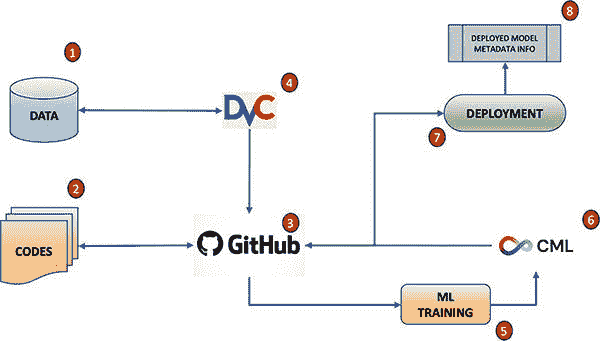 1
DATA
4
DVC
8
DEPLOYED MODEL
METADATA INFO
DEPLOYMENT
7
2
CODES
3
GitHub
6
CML
ML
TRAINING
5